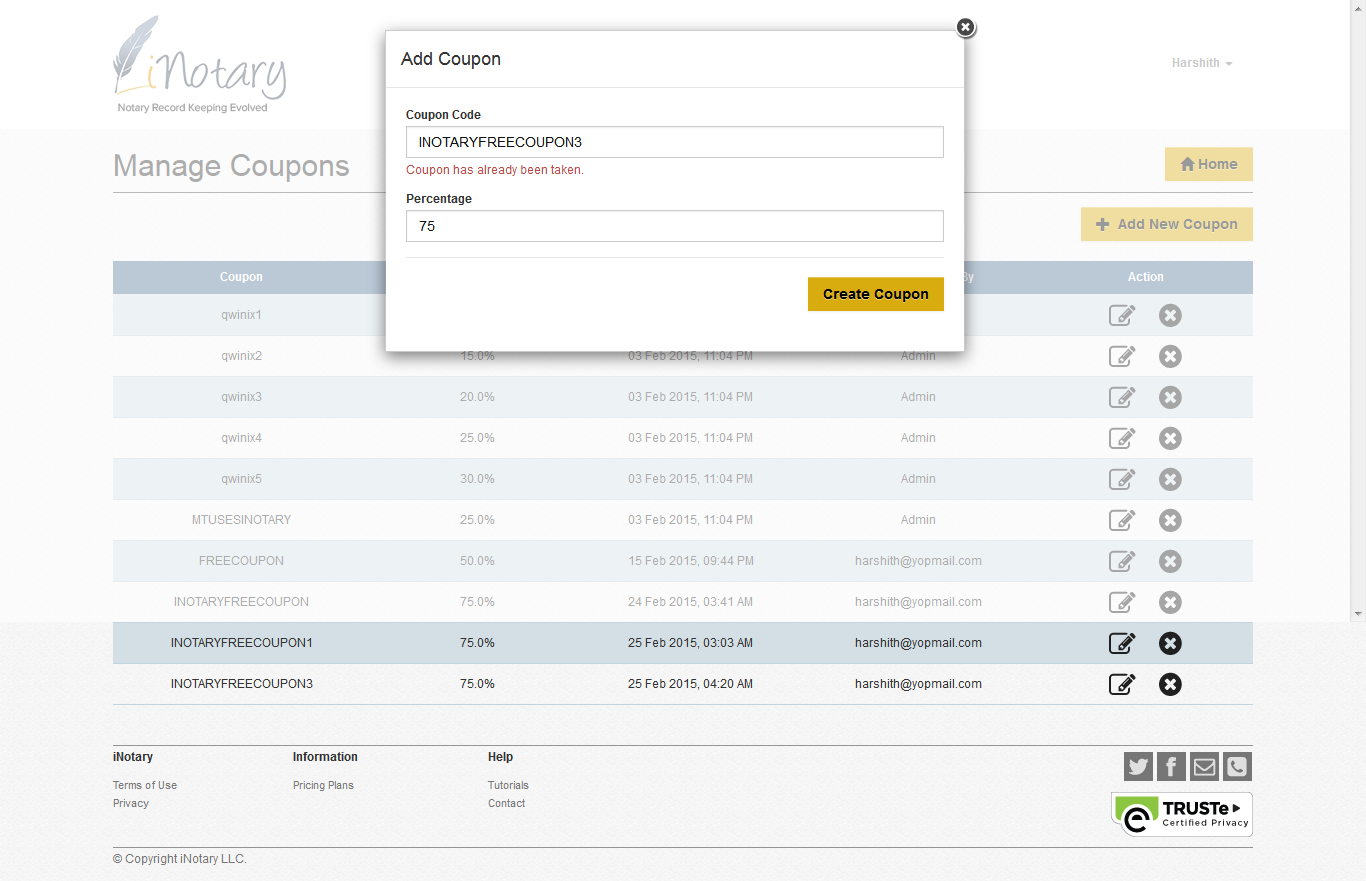 iNotary
Notary Record Keeping Evolved
Harshith
Add Coupon
Coupon Code
INOTARYFREECOUPON3
Coupon has already been taken.
Percentage
75
Create Coupon
Manage Coupons
Home
Add New Coupon
Coupon By Action
qwinix1
qwinix2 15.0% 03 Feb 2015, 11:04 PM Admin
qwinix3 20.0% 03 Feb 2015, 11:04 PM Admin
qwinix4 25.0% 03 Feb 2015, 11:04 PM Admin
qwinix5 30.0% 03 Feb 2015, 11:04 PM Admin
MTUSESINOTARY 25.0% 03 Feb 2015, 11:04 PM Admin
FREECOUPON 50.0% 15 Feb 2015, 09:44 PM harshith@yopmail.com
INOTARYFREECOUPON 75.0% 24 Feb 2015, 03:41 AM harshith@yopmail.com
INOTARYFREECOUPON1 75.0% 25 Feb 2015, 03:03 AM harshith@yopmail.com
INOTARYFREECOUPON3 75.0% 25 Feb 2015, 04:20 AM harshith@yopmail.com
iNotary Information Help
Terms of Use Pricing Plans Tutorials
Privacy Contact
TRUSTe
Certified Privacy
© Copyright iNotary LLC.